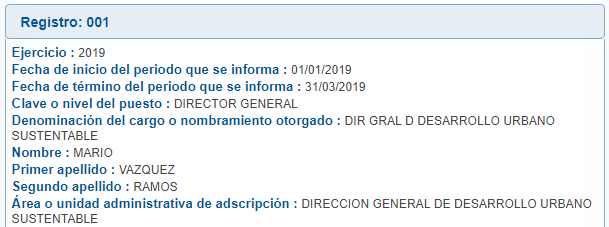 Registro: 001
Ejercicio : 2019
Fecha de inicio del periodo que se informa : 01/01/2019
Fecha de término del periodo que se informa : 31/03/2019
Clave o nivel del puesto : DIRECTOR GENERAL
Denominación del cargo o nombramiento otorgado : DIR GRAL D DESARROLLO URBANO
SUSTENTABLE
Nombre : MARIO
Primer apellido : VAZQUEZ
Segundo apellido : RAMOS
Área o unidad administrativa de adscripción : DIRECCION GENERAL DE DESARROLLO URBANO
SUSTENTABLE